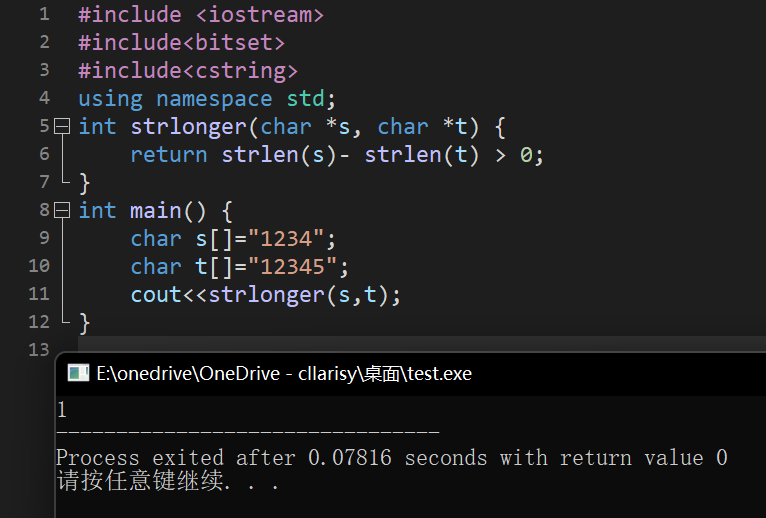 1 #include <iostream>
2 #include<bitset>
3 #include<cstring>
4 using namespace std;
5 int strlonger(char *s, char *t) {
6     return strlen(s)- strlen(t) > 0;
7 }
8 int main() {
9     char s[]="1234";
10     char t[]="12345";
11     cout<<strlonger(s,t);
12 }
13
E:\onedrive\OneDrive - cllarisy\桌面\test.exe
1
--------------------------------
Process exited after 0.07816 seconds with return value 0
请按任意键继续. . .